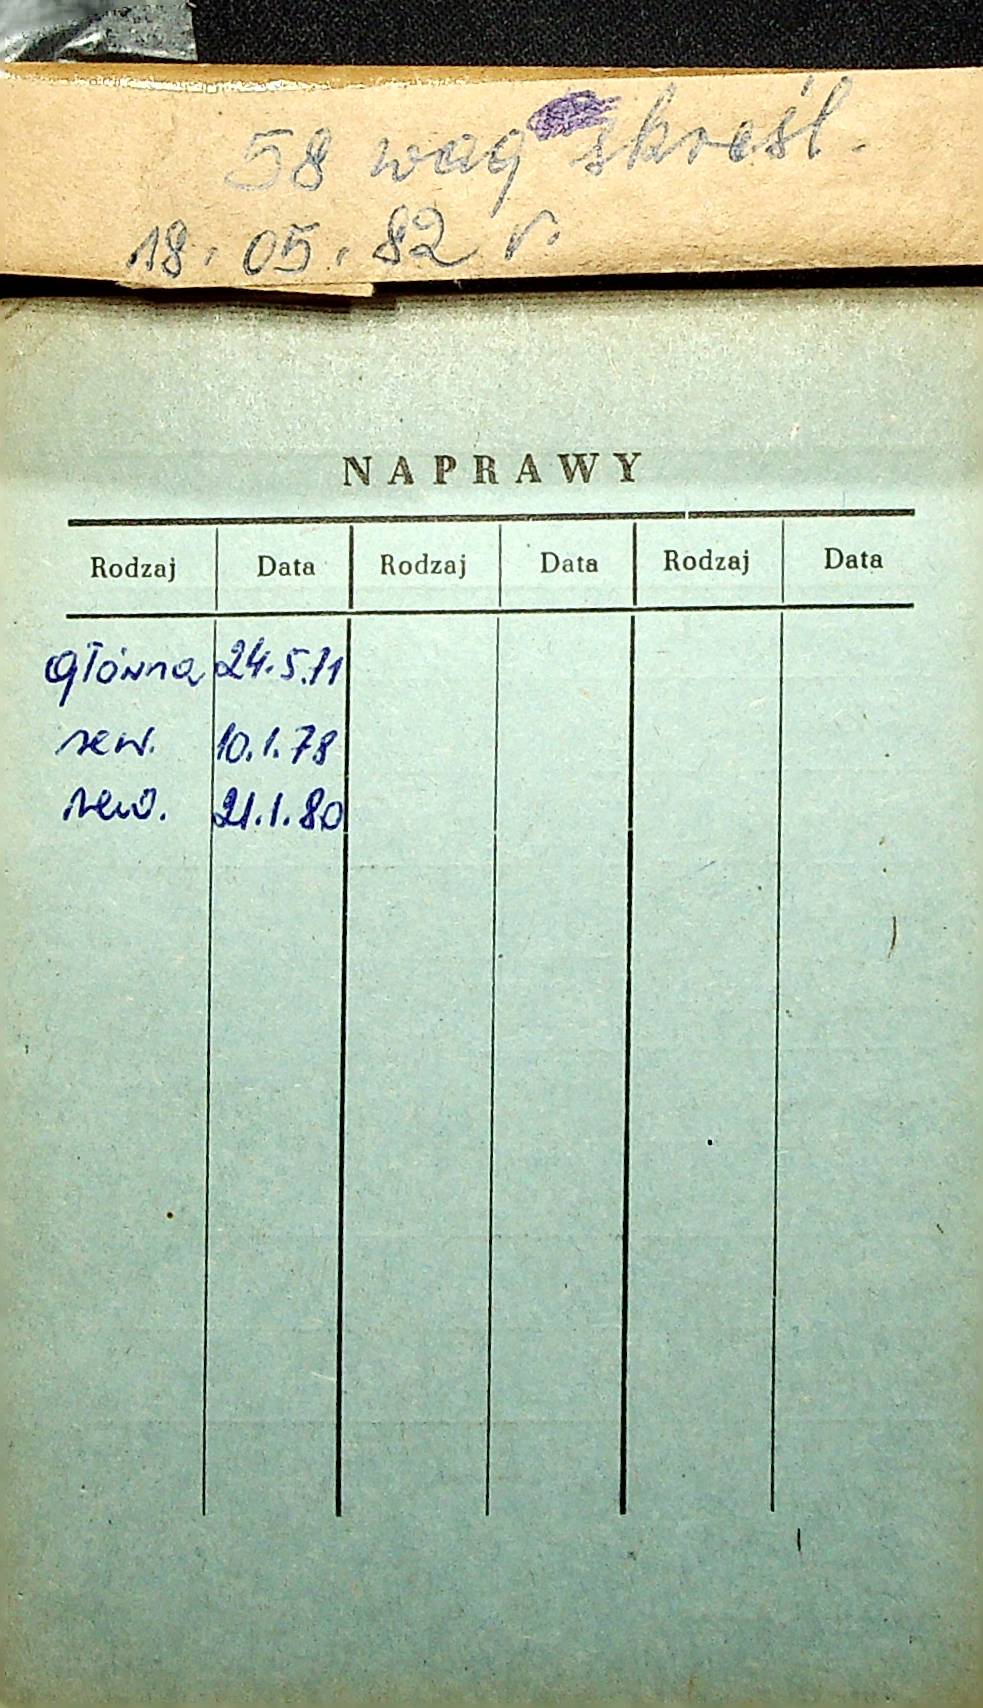 58 wag skreśl.
18.05.82 r.
NAPRAWY
Rodzaj Data Rodzaj Data Rodzaj Data
główna 24.5.71
rew. 10.1.78
rew. 21.1.80